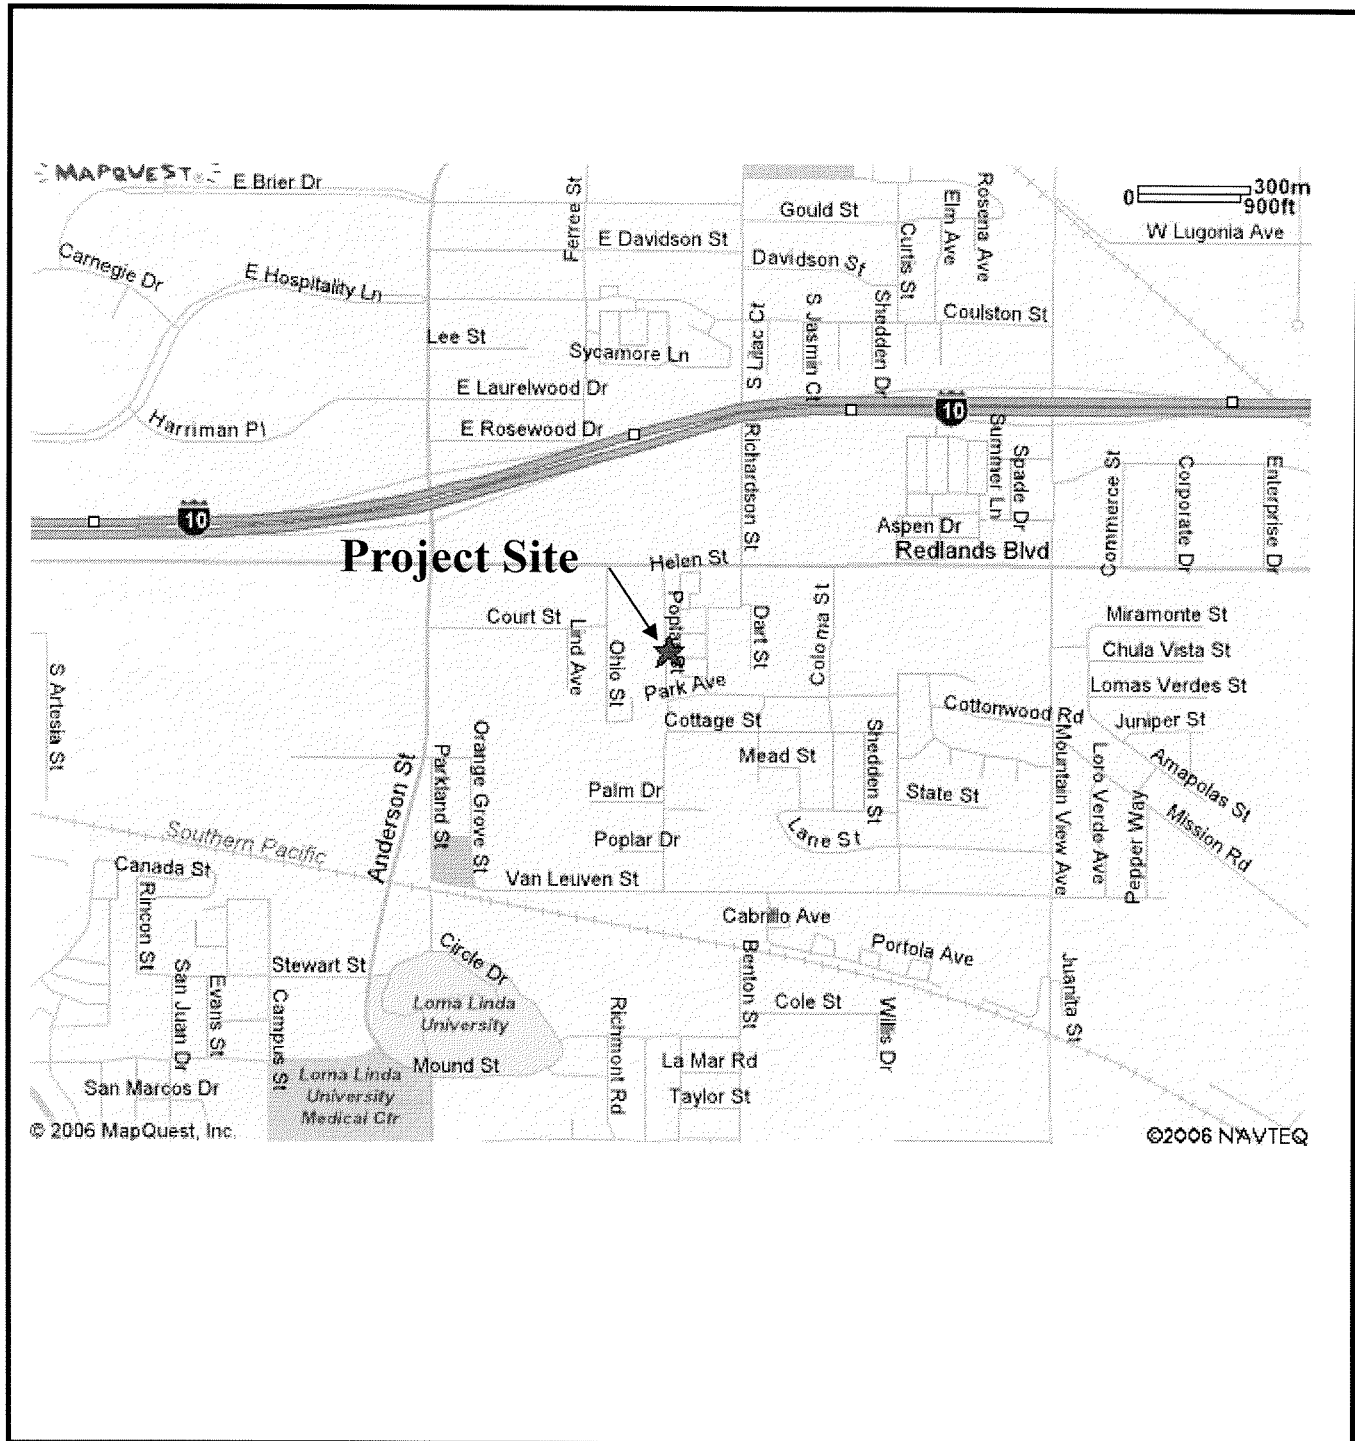 MAPQUEST
E Brier Dr
Ferree St
Gould St
Rosena Ave
Elm Ave
Curtis St
0
300m
900ft
W Lugonia Ave
E Davidson St
Davidson St
Carnegie Dr
E Hospitality Ln
Shedden Dr
Coulston St
S Jasmin Ct
S Lilac Ct
Lee St
Sycamore Ln
E Laurelwood Dr
Harriman Pl
E Rosewood Dr
10
Richardson St
Summer Ln
Spade Dr
Commerce St
Corporate Dr
Enterprise Dr
10
Aspen Dr
Redlands Blvd
Project Site
Helen St
Poplar St
Court St
Lind Ave
Ohio St
Dart St
Coloma St
Miramonte St
Chula Vista St
Park Ave
Lomas Verdes St
S Artesia St
Cottage St
Cottonwood Rd
Juniper St
Orange Grove St
Parkland St
Anderson St
Mead St
Shedden St
Mountain View Ave
Loro Verde Ave
Amapolas St
Palm Dr
State St
Pepper Way
Mission Rd
Southern Pacific
Poplar Dr
Lane St
Canada St
Van Leuven St
Rincon St
Cabrillo Ave
Portola Ave
Stewart St
Circle Dr
Benton St
Juanita St
San Juan Dr
Evans St
Campus St
Loma Linda
University
Richmont Rd
Cole St
Willis Dr
Mound St
La Mar Rd
San Marcos Dr
Loma Linda
University
Medical Ctr
Taylor St
© 2006 MapQuest, Inc.
©2006 NAVTEQ